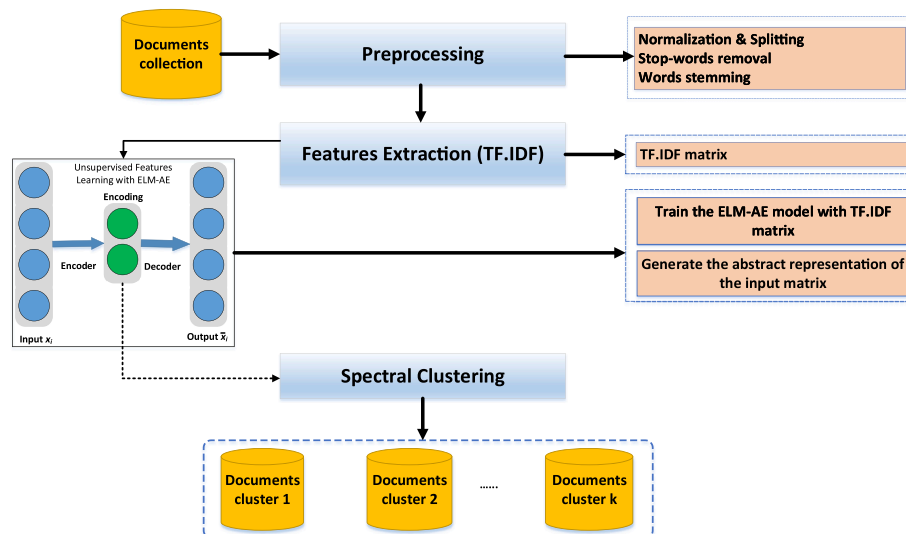 Documents
collection
Preprocessing
Normalization & Splitting
Stop-words removal
Words stemming
Features Extraction (TF.IDF)
TF.IDF matrix
Unsupervised Features
Learning with ELM-AE
Encoding
Encoder
Decoder
Input xᵢ
Output x̄ᵢ
Train the ELM-AE model with TF.IDF
matrix
Generate the abstract representation of
the input matrix
Spectral Clustering
Documents
cluster 1
Documents
cluster 2
......
Documents
cluster k